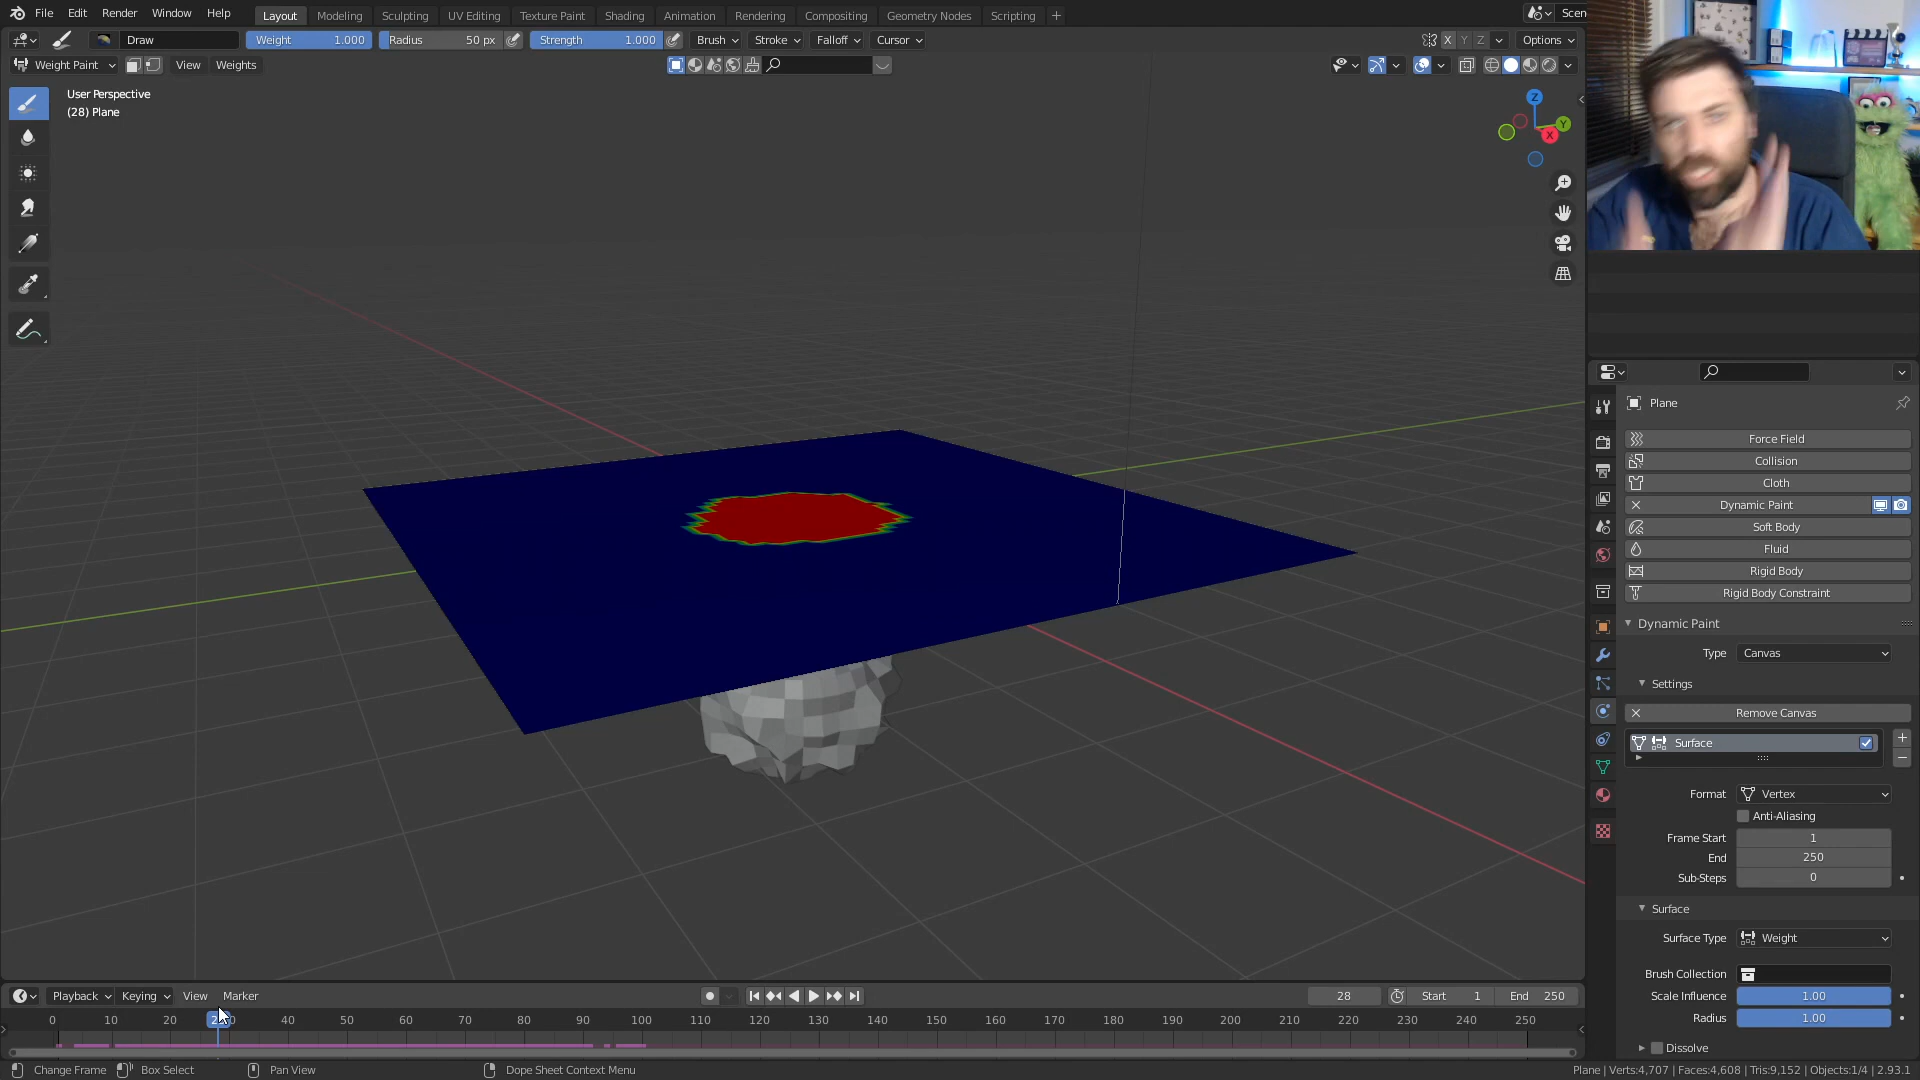 File Edit Render Window Help Layout Modeling Sculpting UV Editing Texture Paint Shading Animation Rendering Compositing Geometry Nodes Scripting + Scen
Draw Weight 1.000 Radius 50 px Strength 1.000 Brush Stroke Falloff Cursor X Y Z Options
Weight Paint View Weights
User Perspective
(28) Plane
Z
Y
X
Plane
Force Field
Collision
Cloth
Dynamic Paint
Soft Body
Fluid
Rigid Body
Rigid Body Constraint
Dynamic Paint
Type Canvas
Settings
Remove Canvas
Surface
Format Vertex
Anti-Aliasing
Frame Start 1
End 250
Sub-Steps 0
Surface
Surface Type Weight
Brush Collection
Scale Influence 1.00
Radius 1.00
Dissolve
Playback Keying View Marker 28 Start 1 End 250
0 10 20 40 50 60 70 80 90 100 110 120 130 140 150 160 170 180 190 200 210 220 230 240 250
Change Frame Box Select Pan View Dope Sheet Context Menu Plane | Verts:4,707 | Faces:4,608 | Tris:9,152 | Objects:1/4 | 2.93.1